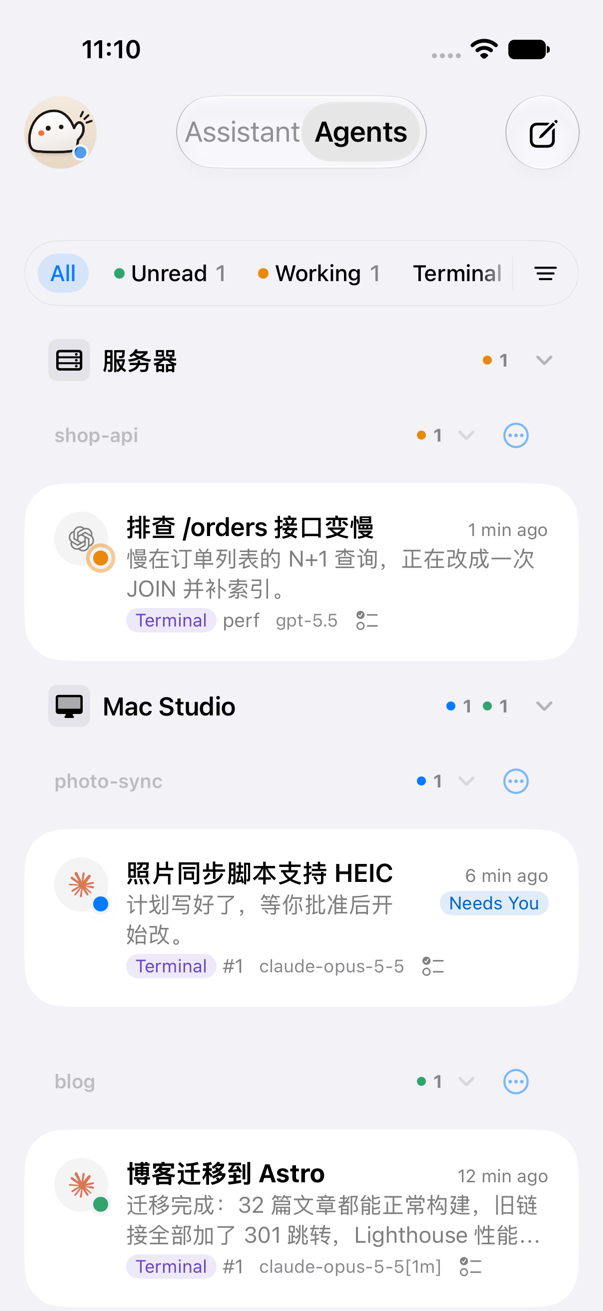 11:10
Assistant Agents
All Unread 1 Working 1 Terminal
服务器 1
shop-api 1
排查 /orders 接口变慢 1 min ago
慢在订单列表的 N+1 查询，正在改成一次
JOIN 并补索引。
Terminal perf gpt-5.5
Mac Studio 1 1
photo-sync 1
照片同步脚本支持 HEIC 6 min ago
计划写好了，等你批准后开 Needs You
始改。
Terminal #1 claude-opus-5-5
blog 1
博客迁移到 Astro 12 min ago
迁移完成：32 篇文章都能正常构建，旧链
接全部加了 301 跳转，Lighthouse 性能…
Terminal #1 claude-opus-5-5[1m]